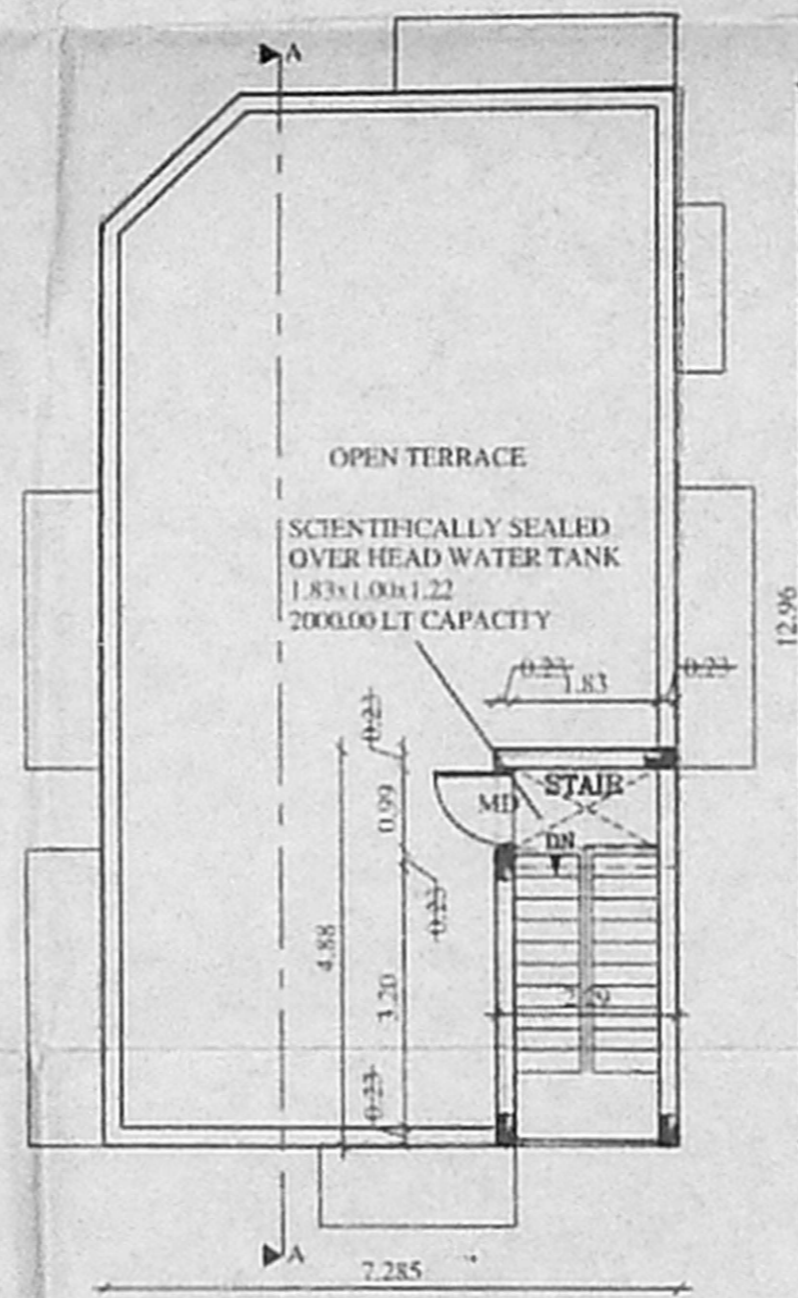 A
OPEN TERRACE
SCIENTIFICALLY SEALED
OVER HEAD WATER TANK
1.83x1.00x1.22
2000.00 LT CAPACITY
12.96
0.23
1.83
0.23
0.23
STAIR
MD
0.99
DN
0.23
4.88
3.20
2.29
0.23
A
7.285